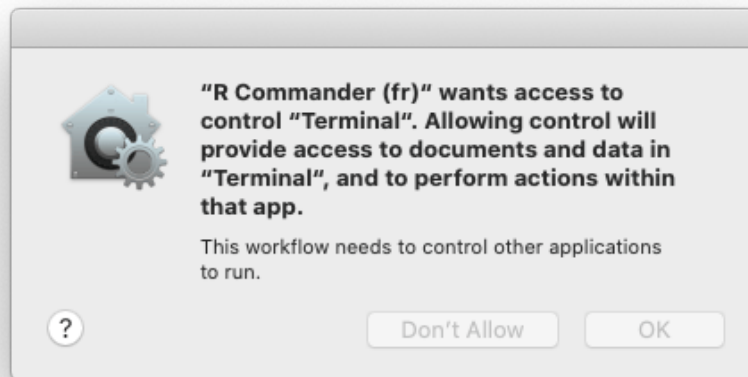 “R Commander (fr)“ wants access to
control “Terminal“. Allowing control will
provide access to documents and data in
“Terminal“, and to perform actions within
that app.
This workflow needs to control other applications
to run.
? Don’t Allow OK